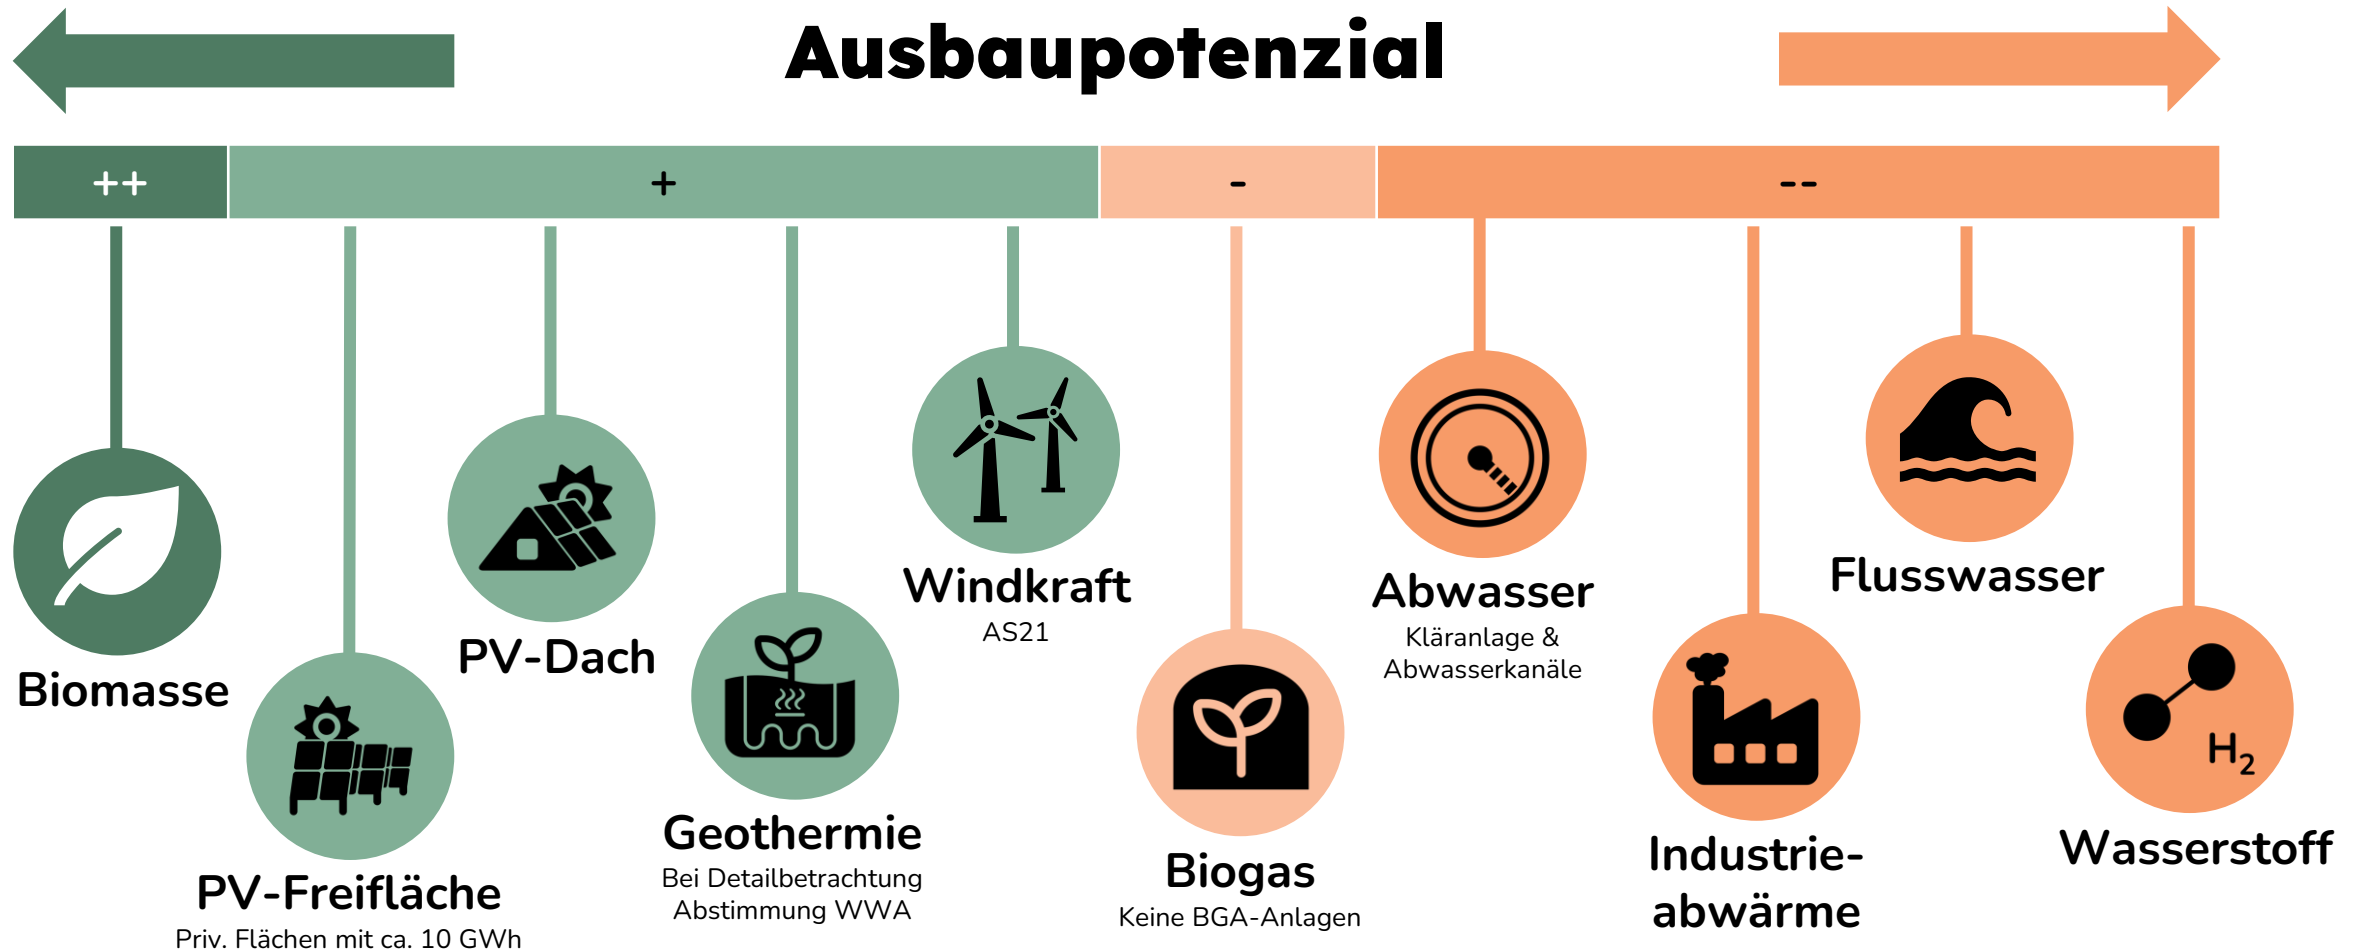 Ausbaupotenzial
++
+
-
--
Biomasse
PV-Freifläche
Priv. Flächen mit ca. 10 GWh
PV-Dach
Geothermie
Bei Detailbetrachtung
Abstimmung WWA
Windkraft
AS21
Biogas
Keine BGA-Anlagen
Abwasser
Kläranlage &
Abwasserkanäle
Industrie-
abwärme
Flusswasser
H₂
Wasserstoff